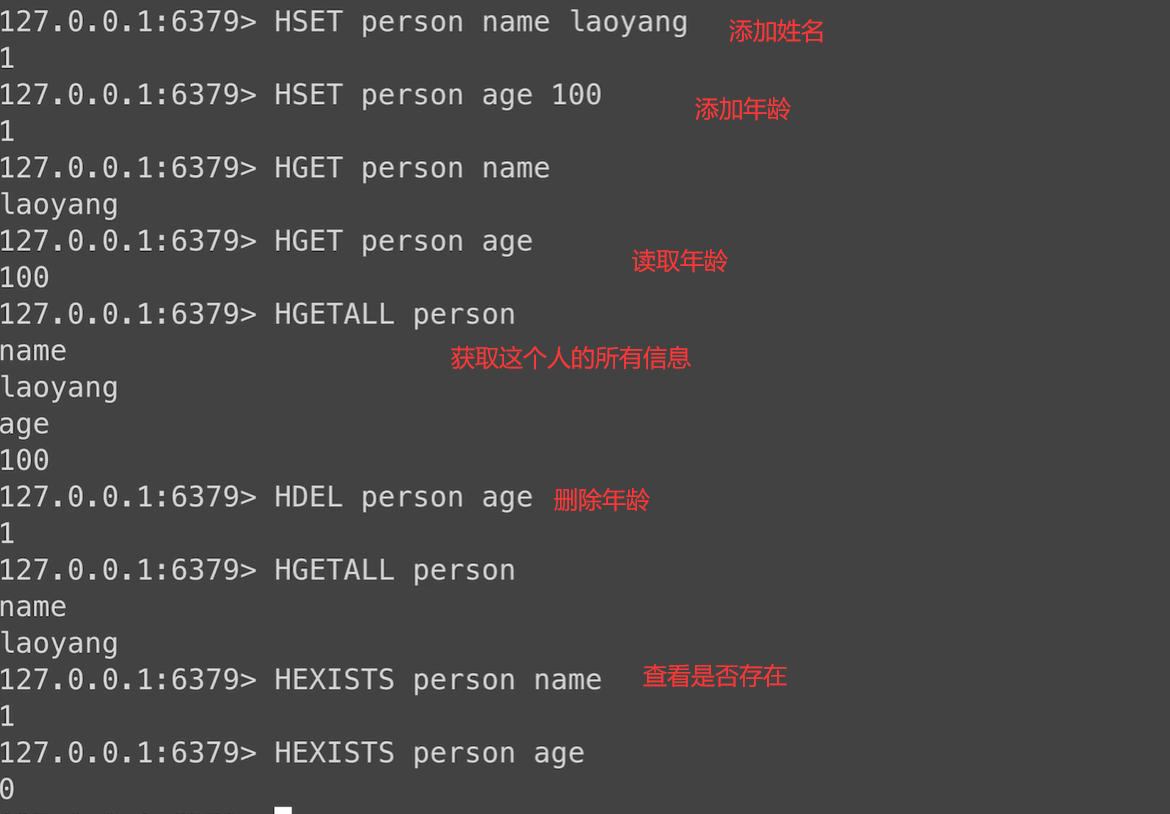 127.0.0.1:6379> HSET person name laoyang 添加姓名
1
127.0.0.1:6379> HSET person age 100 添加年龄
1
127.0.0.1:6379> HGET person name
laoyang
127.0.0.1:6379> HGET person age
读取年龄
100
127.0.0.1:6379> HGETALL person
name
获取这个人的所有信息
laoyang
age
100
127.0.0.1:6379> HDEL person age 删除年龄
1
127.0.0.1:6379> HGETALL person
name
laoyang
127.0.0.1:6379> HEXISTS person name 查看是否存在
1
127.0.0.1:6379> HEXISTS person age
0